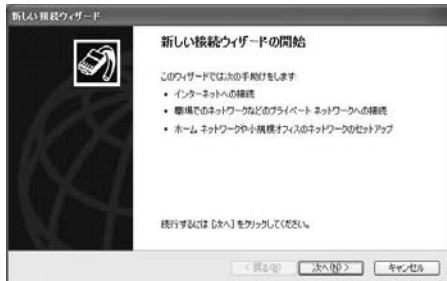 新しい接続ウィザード
新しい接続ウィザードの開始
このウィザードでは次の手助けをします:
• インターネットへの接続
• 職場でのネットワークなどのプライベート ネットワークへの接続
• ホーム ネットワークや小規模オフィスのネットワークのセットアップ
続行するには [次へ] をクリックしてください。
< 戻る(B) 次へ(N) > キャンセル